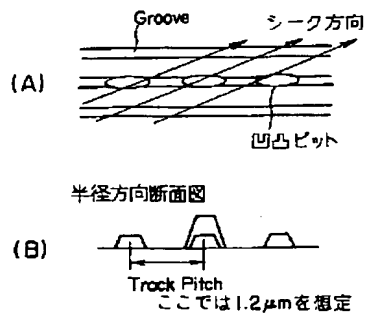 Groove
シーク方向
(A)
凹凸ピット
半径方向断面図
(B)
Track Pitch
ここでは1.2μmを想定